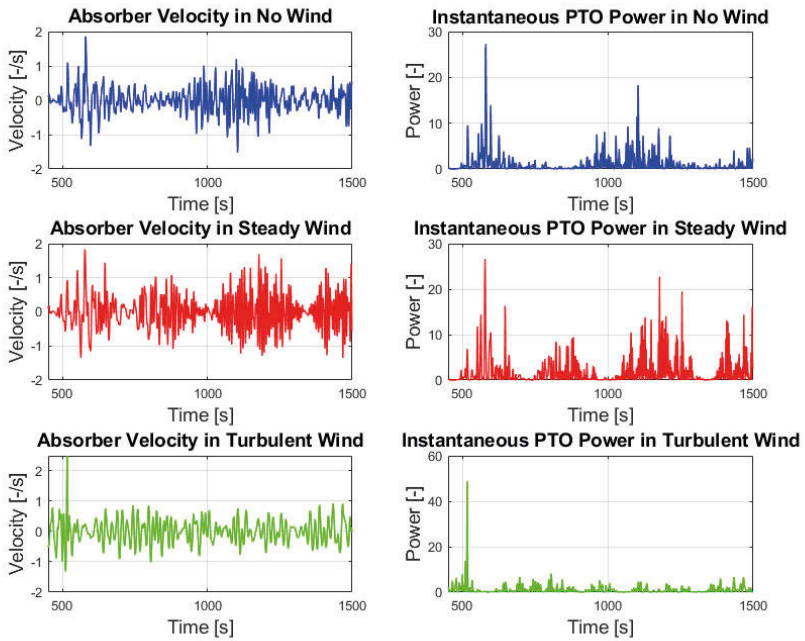 Absorber Velocity in No Wind
Velocity [-/s]
2
1
0
-1
-2
500
1000
1500
Time [s]
Instantaneous PTO Power in No Wind
Power [-]
30
20
10
0
500
1000
1500
Time [s]
Absorber Velocity in Steady Wind
Velocity [-/s]
2
1
0
-1
-2
500
1000
1500
Time [s]
Instantaneous PTO Power in Steady Wind
Power [-]
30
20
10
0
500
1000
1500
Time [s]
Absorber Velocity in Turbulent Wind
Velocity [-/s]
2
1
0
-1
-2
500
1000
1500
Time [s]
Instantaneous PTO Power in Turbulent Wind
Power [-]
60
40
20
0
500
1000
1500
Time [s]